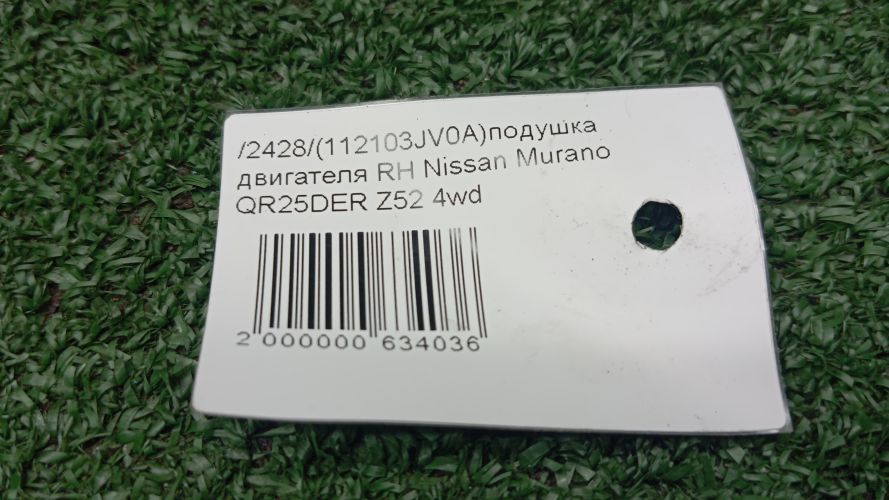 /2428/(112103JV0A)подушка
двигателя RH Nissan Murano
QR25DER Z52 4wd
2 000000 634036